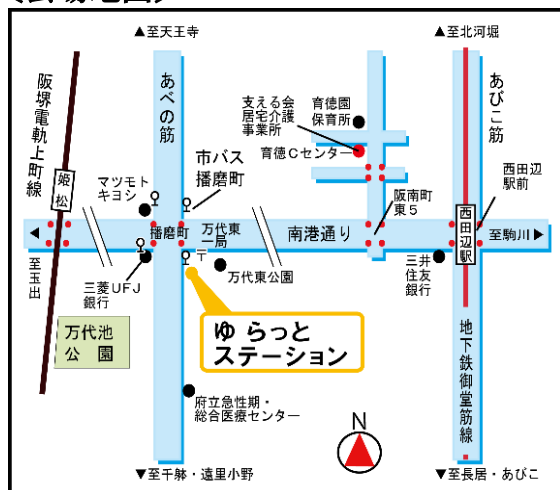 ▲至天王寺
▲至北河堀
阪堺電軌上町線
姫松
あべの筋
マツモト
キヨシ
市バス
播磨町
支える会
居宅介護
事業所
育徳園
保育所
育徳Cセンター
あびこ筋
西田辺
駅前
播磨町
万代東
一局
〒
南港通り
阪南町
東5
西田辺駅
至駒川
至玉出
三菱UFJ
銀行
万代東公園
三井
住友
銀行
万代池
公園
ゆらっと
ステーション
地下鉄御堂筋線
府立急性期・
総合医療センター
N
▼至千躰・遠里小野
▼至長居・あびこ